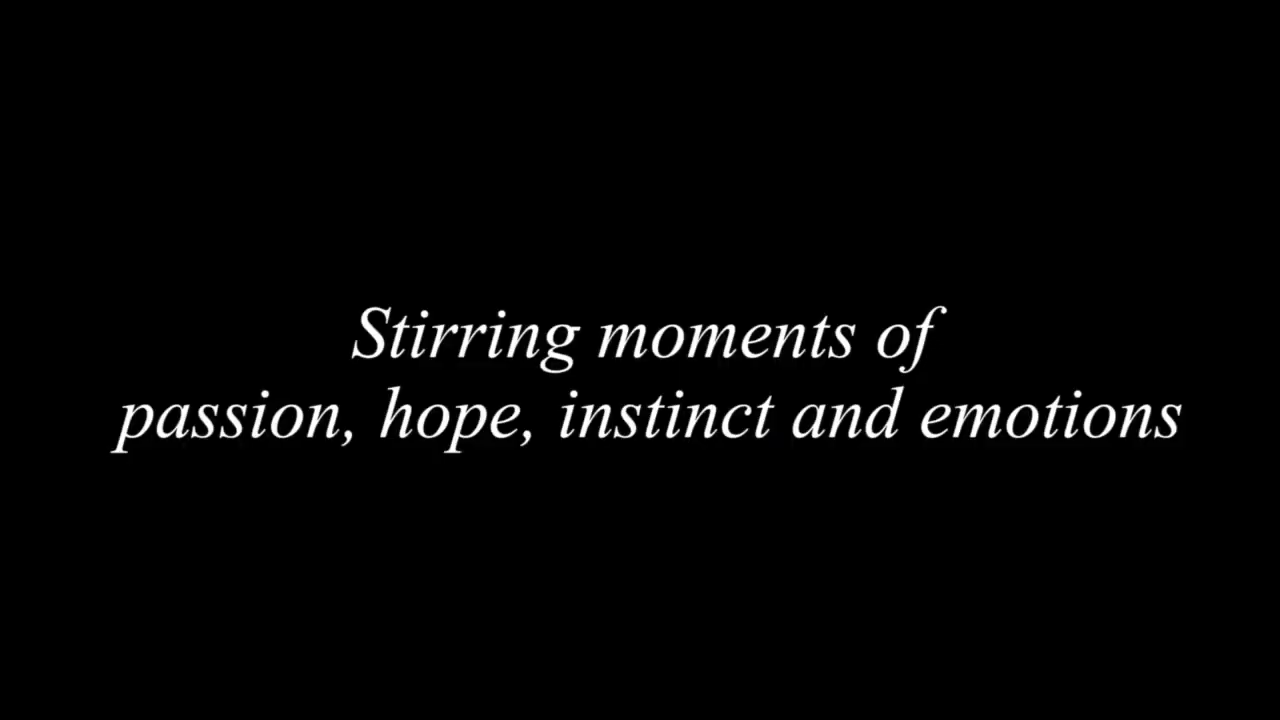 Stirring moments of
passion, hope, instinct and emotions